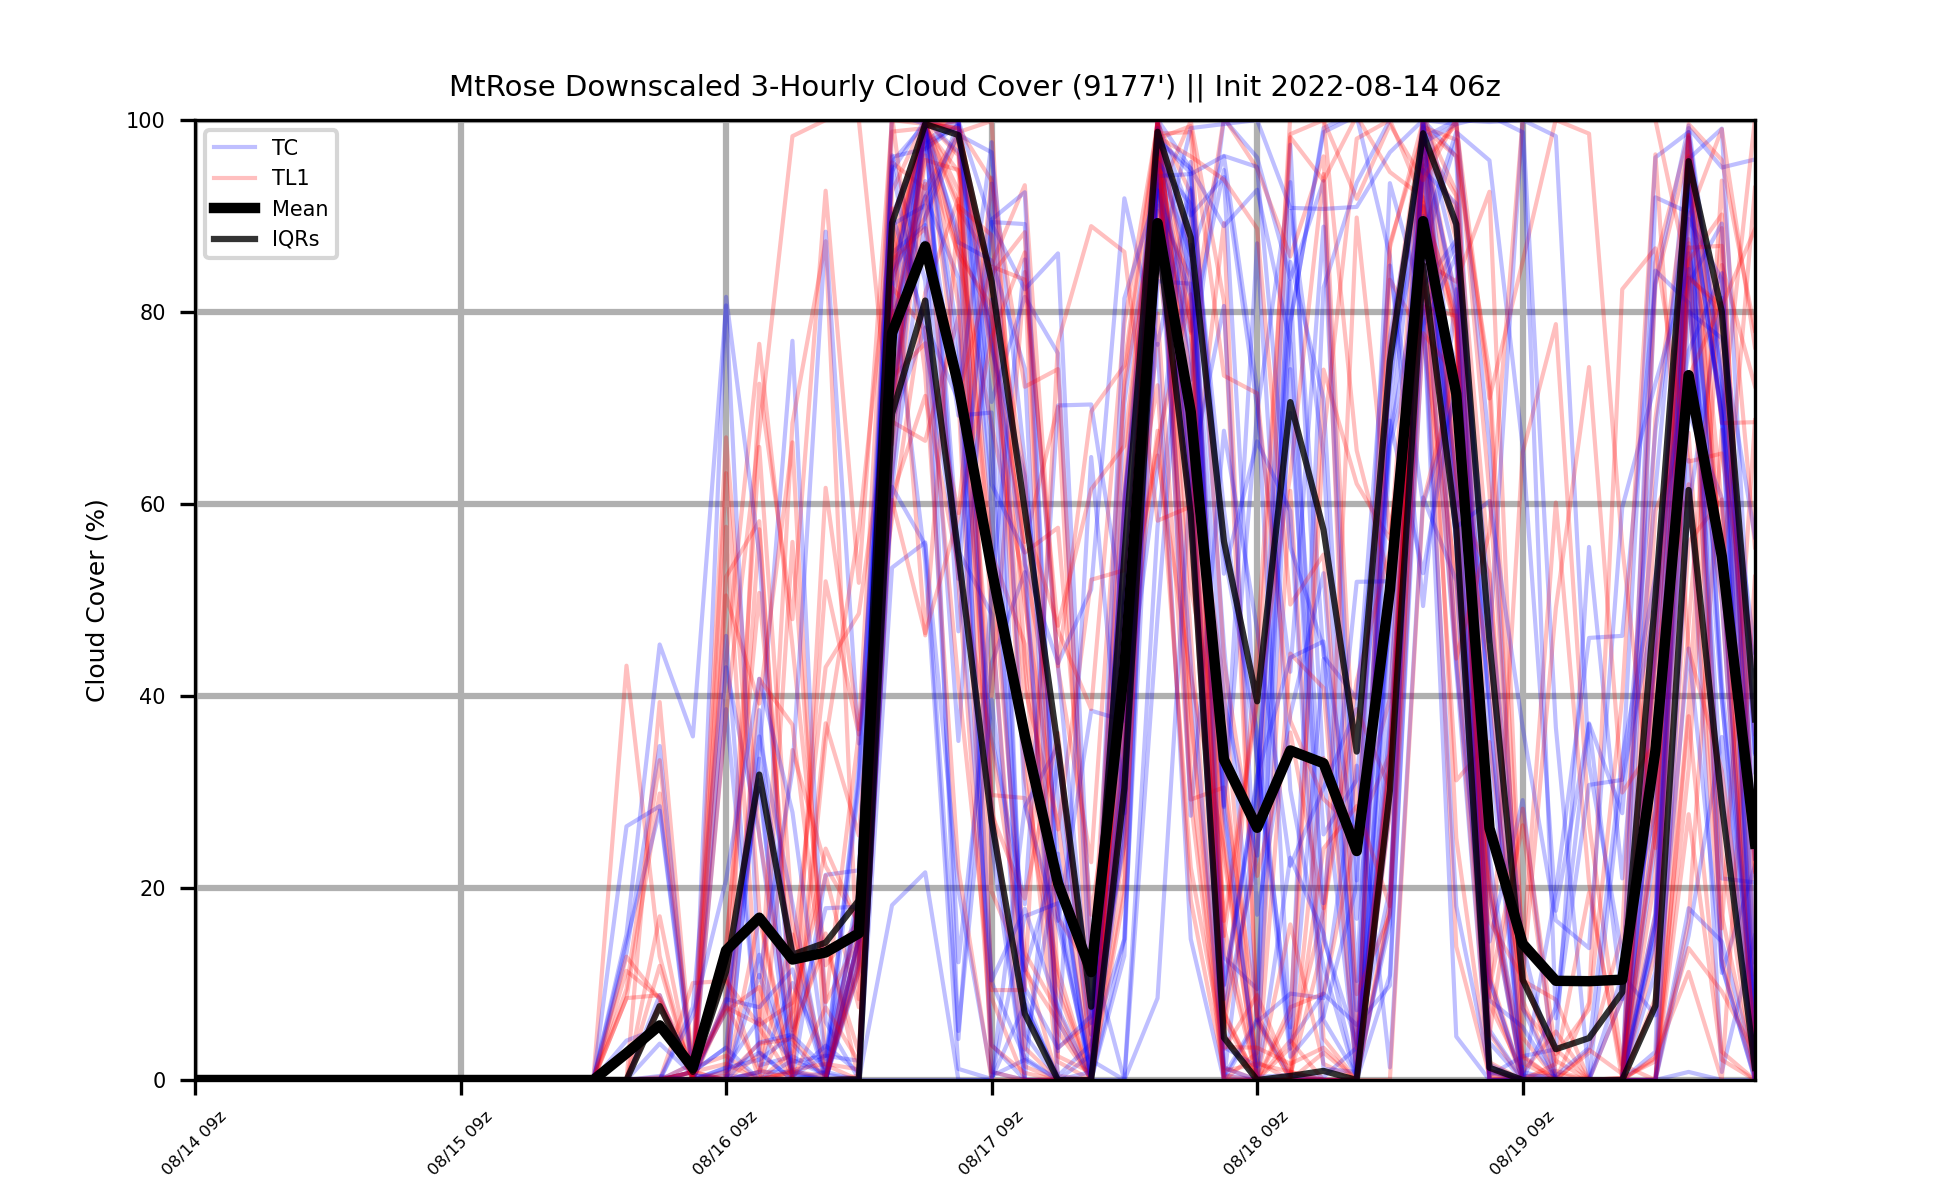 MtRose Downscaled 3-Hourly Cloud Cover (9177') || Init 2022-08-14 06z
TC
TL1
Mean
IQRs
Cloud Cover (%)
100
80
60
40
20
0
08/14 09z
08/15 09z
08/16 09z
08/17 09z
08/18 09z
08/19 09z